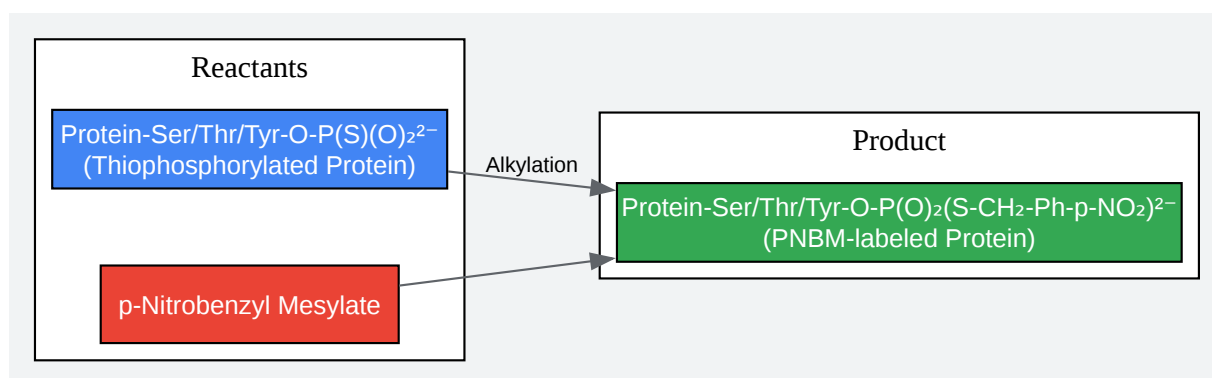 Reactants
Protein-Ser/Thr/Tyr-O-P(S)(O)₂²⁻
(Thiophosphorylated Protein)
p-Nitrobenzyl Mesylate
Alkylation
Product
Protein-Ser/Thr/Tyr-O-P(O)₂(S-CH₂-Ph-p-NO₂)²⁻
(PNBM-labeled Protein)